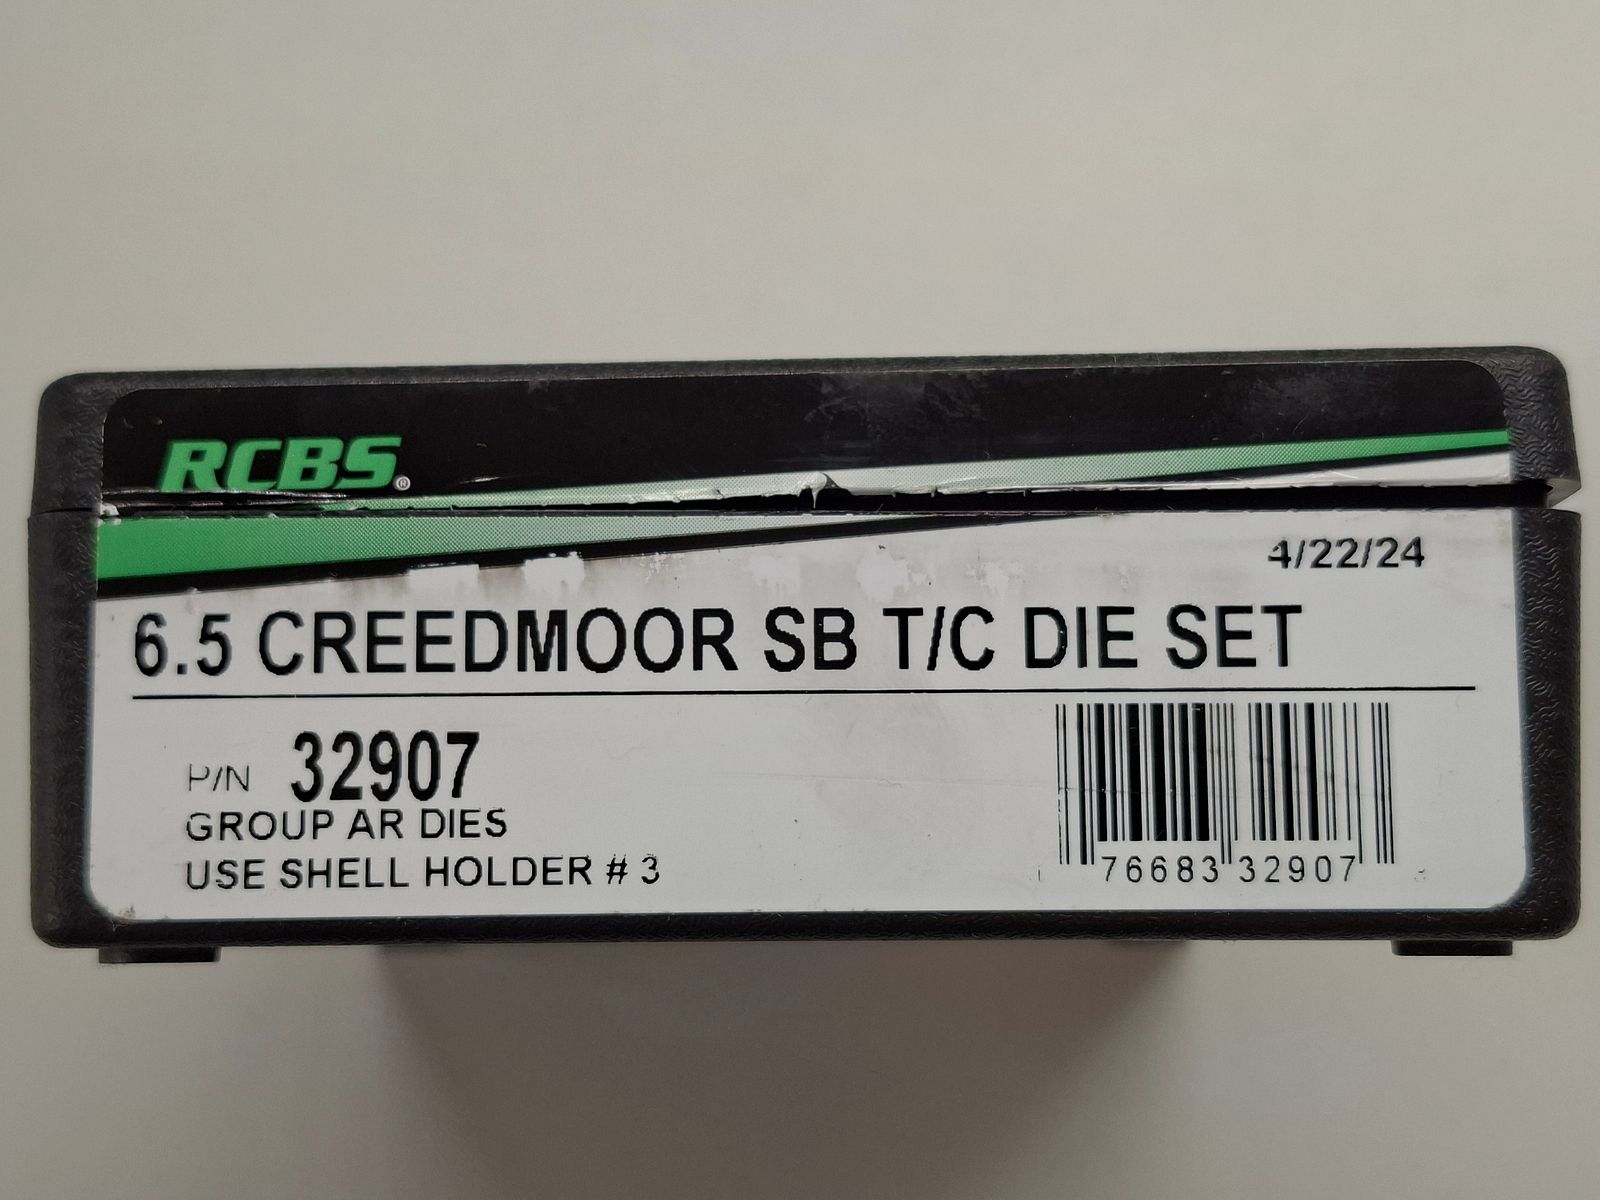 RCBS®
4/22/24
6.5 CREEDMOOR SB T/C DIE SET
P/N 32907
GROUP AR DIES
USE SHELL HOLDER # 3
76683 32907